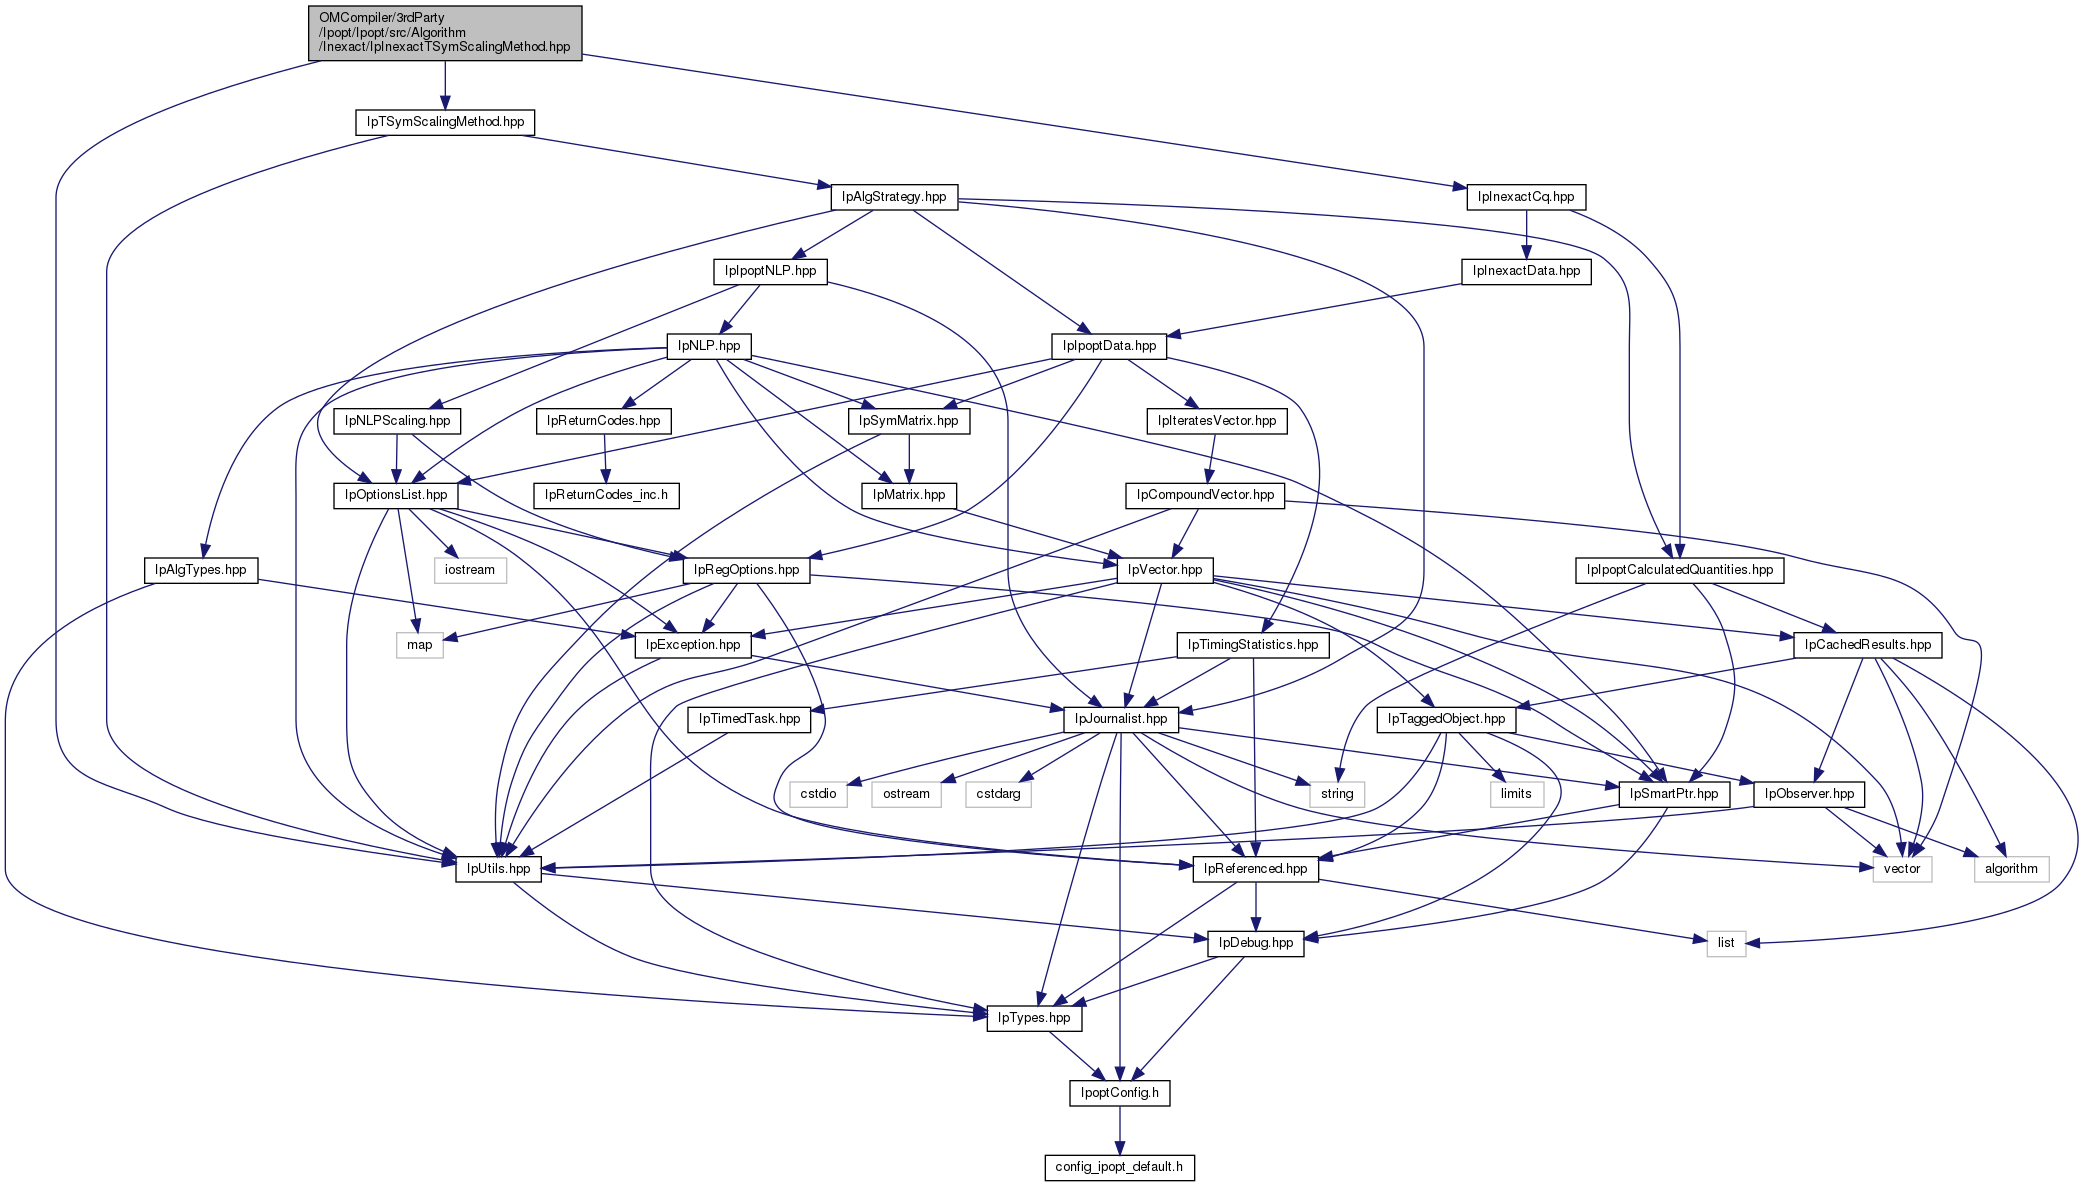 OMCompiler/3rdParty
/Ipopt/Ipopt/src/Algorithm
/Inexact/IpInexactTSymScalingMethod.hpp
IpTSymScalingMethod.hpp
IpAlgStrategy.hpp
IpInexactCq.hpp
IpIpoptNLP.hpp
IpInexactData.hpp
IpNLP.hpp
IpIpoptData.hpp
IpNLPScaling.hpp
IpReturnCodes.hpp
IpSymMatrix.hpp
IpIteratesVector.hpp
IpOptionsList.hpp
IpReturnCodes_inc.h
IpMatrix.hpp
IpCompoundVector.hpp
IpAlgTypes.hpp
iostream
IpRegOptions.hpp
IpVector.hpp
IpIpoptCalculatedQuantities.hpp
map
IpException.hpp
IpTimingStatistics.hpp
IpCachedResults.hpp
IpTimedTask.hpp
IpJournalist.hpp
IpTaggedObject.hpp
cstdio
ostream
cstdarg
string
limits
IpSmartPtr.hpp
IpObserver.hpp
IpUtils.hpp
IpReferenced.hpp
vector
algorithm
IpDebug.hpp
list
IpTypes.hpp
IpoptConfig.h
config_ipopt_default.h